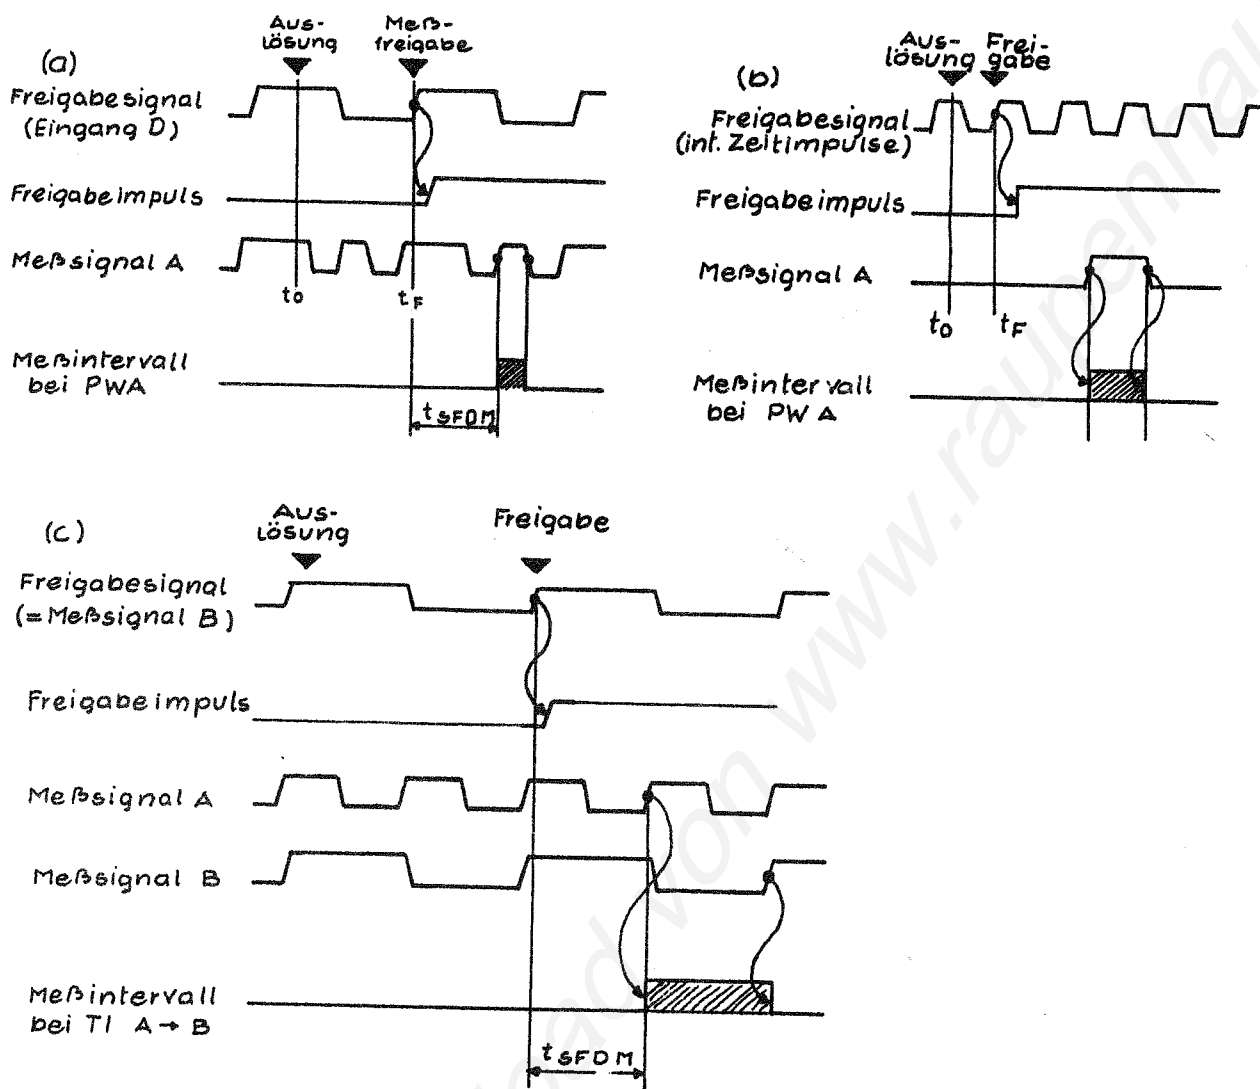 (a)
Aus-
lösung
Meß-
freigabe
Freigabesignal
(Eingang D)
Freigabeimpuls
Meßsignal A
to
tF
Meßintervall
bei PWA
tSFDM
(b)
Aus-
lösung
Frei-
gabe
Freigabesignal
(int. Zeitimpulse)
Freigabeimpuls
Meßsignal A
to
tF
Meßintervall
bei PW A
(c)
Aus-
lösung
Freigabe
Freigabesignal
(=Meßsignal B)
Freigabeimpuls
Meßsignal A
Meßsignal B
Meßintervall
bei TI A→B
tSFDM